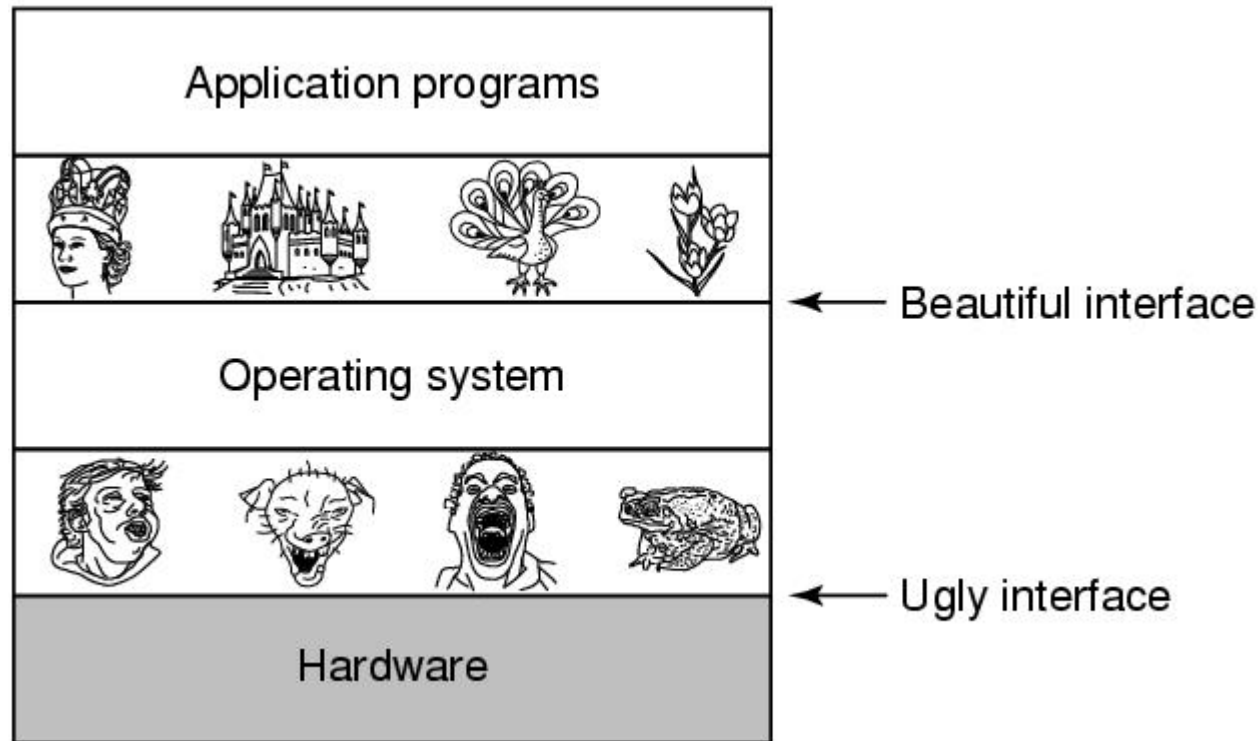 Application programs
Beautiful interface
Operating system
Ugly interface
Hardware